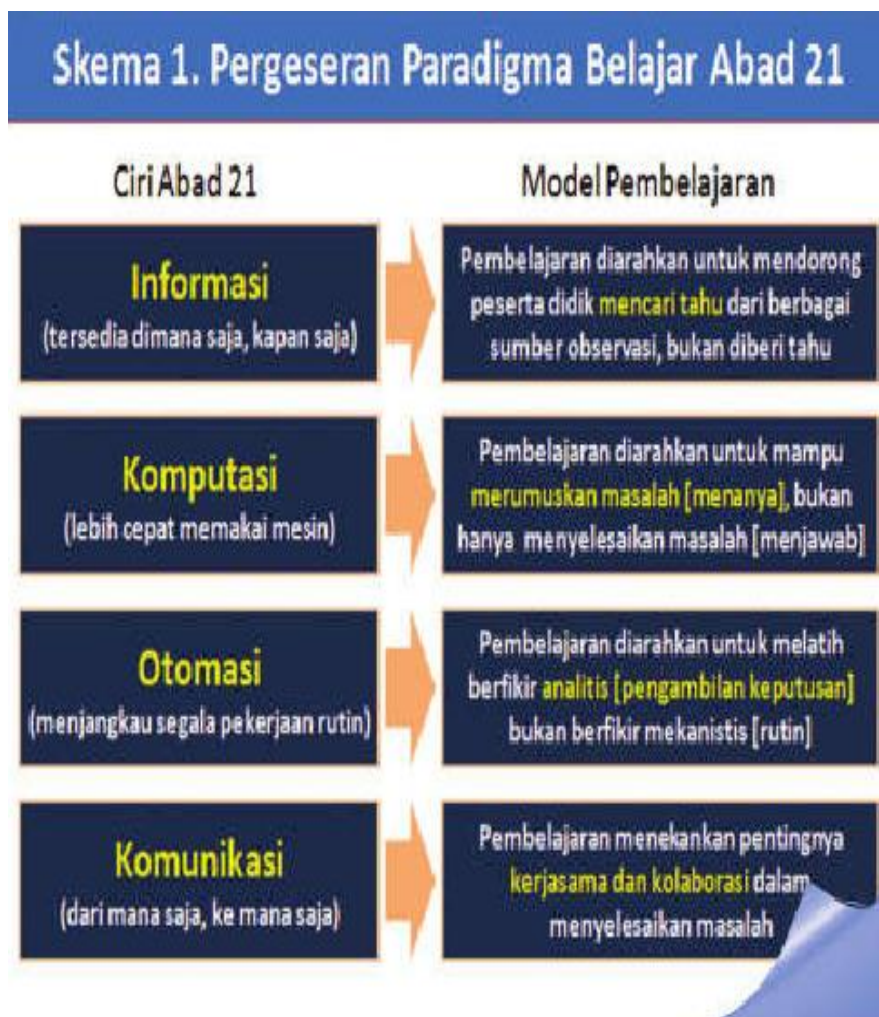 Skema 1. Pergeseran Paradigma Belajar Abad 21
Ciri Abad 21
Model Pembelajaran
Informasi
(tersedia dimana saja, kapan saja)
Pembelajaran diarahkan untuk mendorong
peserta didik mencari tahu dari berbagai
sumber observasi, bukan diberi tahu
Komputasi
(lebih cepat memakai mesin)
Pembelajaran diarahkan untuk mampu
merumuskan masalah [menanya], bukan
hanya menyelesaikan masalah [menjawab]
Otomasi
(menjangkau segala pekerjaan rutin)
Pembelajaran diarahkan untuk melatih
berfikir analitis [pengambilan keputusan]
bukan berfikir mekanistis [rutin]
Komunikasi
(dari mana saja, ke mana saja)
Pembelajaran menekankan pentingnya
kerjasama dan kolaborasi dalam
menyelesaikan masalah